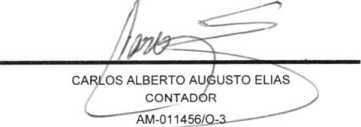 CARLOS ALBERTO AUGUSTO ELIAS
CONTADOR
AM-011456/O-3